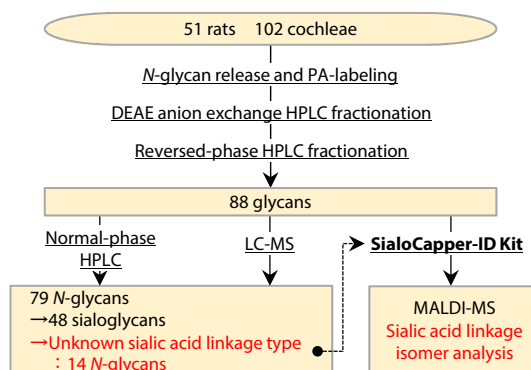 51 rats 102 cochleae
N-glycan release and PA-labeling
DEAE anion exchange HPLC fractionation
Reversed-phase HPLC fractionation
88 glycans
Normal-phase
HPLC
LC-MS
SialoCapper-ID Kit
79 N-glycans
→48 sialoglycans
→Unknown sialic acid linkage type
: 14 N-glycans
MALDI-MS
Sialic acid linkage
isomer analysis